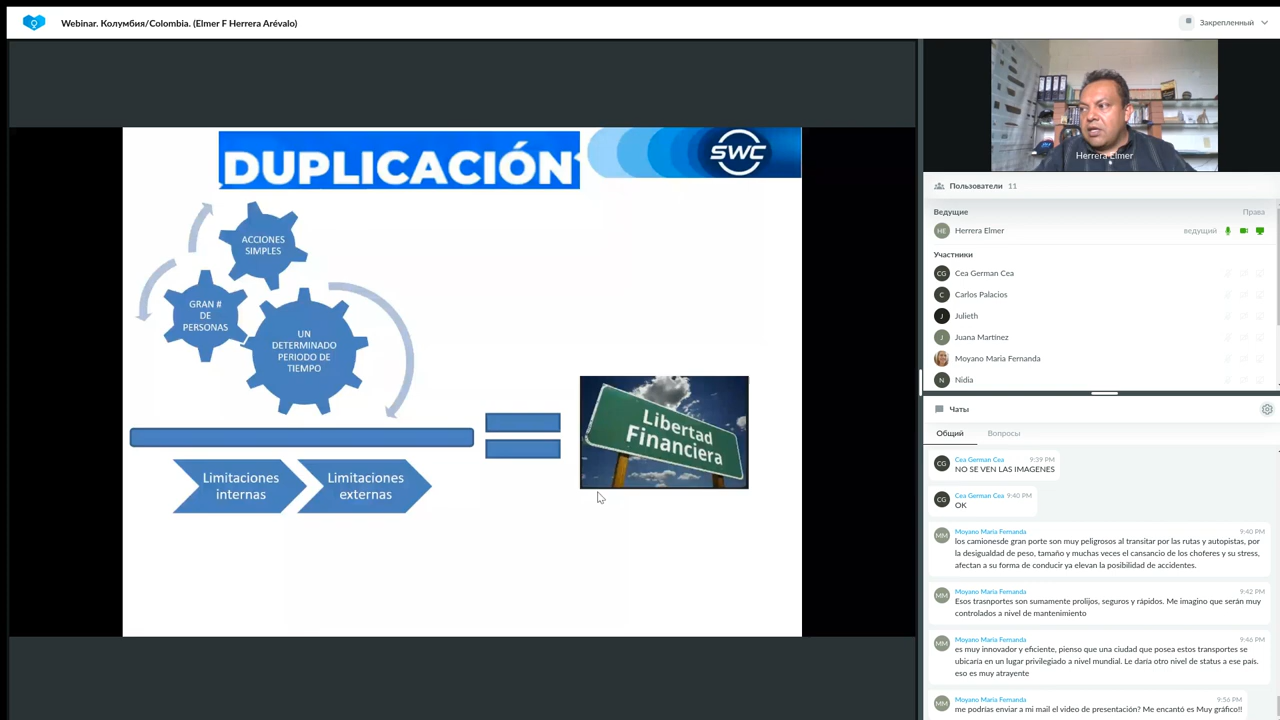 Webinar. Колумбия/Colombia. (Elmer F Herrera Arévalo)
Закрепленный
DUPLICACIÓN
SWC
ACCIONES
SIMPLES
GRAN #
DE
PERSONAS
UN
DETERMINADO
PERIODO DE
TIEMPO
Limitaciones
internas
Limitaciones
externas
Libertad
Financiera
Herrera Elmer
Пользователи 11
Ведущие Права
HE Herrera Elmer ведущий
Участники
CG Cea German Cea
C Carlos Palacios
J Julieth
J Juana Martínez
Moyano Maria Fernanda
N Nidia
Чаты
Общий Вопросы
CG Cea German Cea 9:39 PM
NO SE VEN LAS IMAGENES
CG Cea German Cea 9:40 PM
OK
MM Moyano Maria Fernanda 9:40 PM
los camionesde gran porte son muy peligrosos al transitar por las rutas y autopistas, por
la desigualdad de peso, tamaño y muchas veces el cansancio de los choferes y su stress,
afectan a su forma de conducir ya elevan la posibilidad de accidentes.
MM Moyano Maria Fernanda 9:42 PM
Esos trasnportes son sumamente prolijos, seguros y rápidos. Me imagino que serán muy
controlados a nivel de mantenimiento
MM Moyano Maria Fernanda 9:46 PM
es muy innovador y eficiente, pienso que una ciudad que posea estos transportes se
ubicaría en un lugar privilegiado a nivel mundial. Le daría otro nivel de status a ese país.
eso es muy atrayente
MM Moyano Maria Fernanda 9:56 PM
me podrías enviar a mi mail el video de presentación? Me encantó es Muy gráfico!!